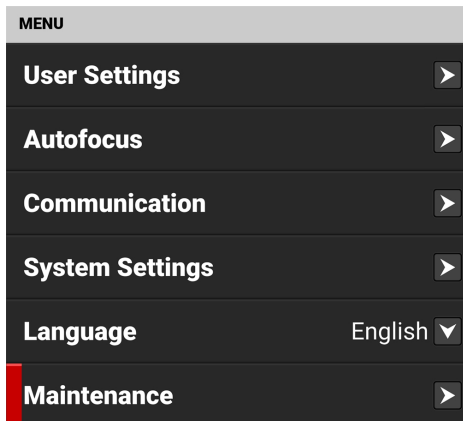 MENU
User Settings
Autofocus
Communication
System Settings
Language English
Maintenance